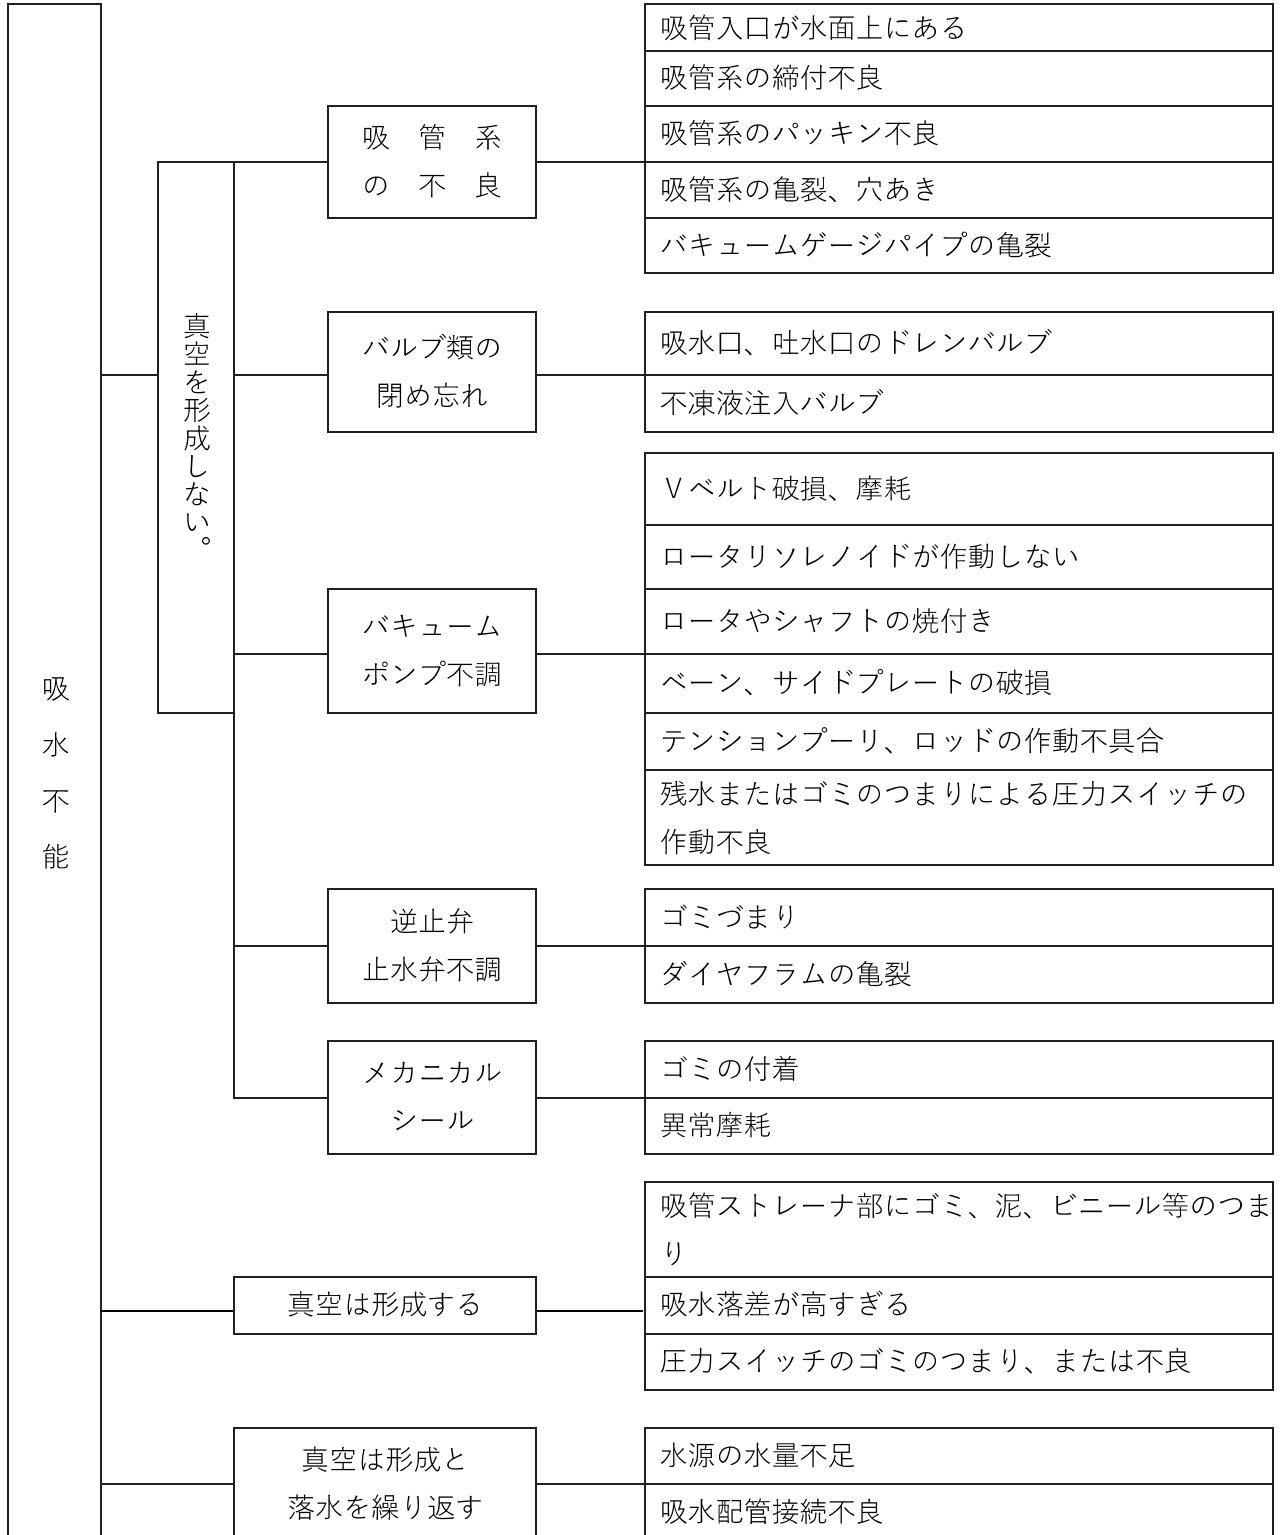 吸水不能
真空を形成しない。
吸管系
の不良
吸管入口が水面上にある
吸管系の締付不良
吸管系のパッキン不良
吸管系の亀裂、穴あき
バキュームゲージパイプの亀裂
バルブ類の
閉め忘れ
吸水口、吐水口のドレンバルブ
不凍液注入バルブ
バキューム
ポンプ不調
Ｖベルト破損、摩耗
ロータリソレノイドが作動しない
ロータやシャフトの焼付き
ベーン、サイドプレートの破損
テンションプーリ、ロッドの作動不具合
残水またはゴミのつまりによる圧力スイッチの
作動不良
逆止弁
止水弁不調
ゴミづまり
ダイヤフラムの亀裂
メカニカル
シール
ゴミの付着
異常摩耗
真空は形成する
吸管ストレーナ部にゴミ、泥、ビニール等のつま
り
吸水落差が高すぎる
圧力スイッチのゴミのつまり、または不良
真空は形成と
落水を繰り返す
水源の水量不足
吸水配管接続不良